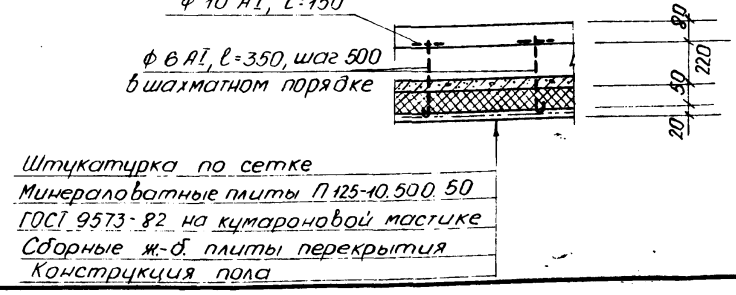 φ 10 АI, ℓ=150
φ 6 АI, ℓ=350, шаг 500
в шахматном порядке
80
220
50
20
Штукатурка по сетке
Минераловатные плиты П 125-10.500.50
ГОСТ 9573-82 на кумароновой мастике
Сборные ж.-б. плиты перекрытия
Конструкция пола